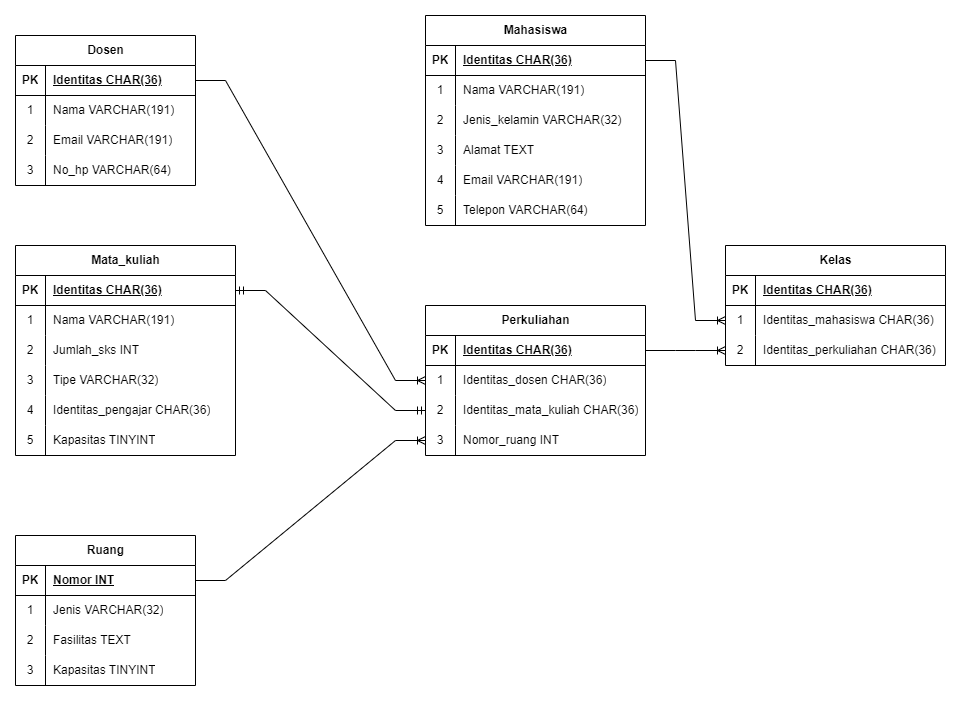 Dosen
PK Identitas CHAR(36)
1 Nama VARCHAR(191)
2 Email VARCHAR(191)
3 No_hp VARCHAR(64)
Mahasiswa
PK Identitas CHAR(36)
1 Nama VARCHAR(191)
2 Jenis_kelamin VARCHAR(32)
3 Alamat TEXT
4 Email VARCHAR(191)
5 Telepon VARCHAR(64)
Mata_kuliah
PK Identitas CHAR(36)
1 Nama VARCHAR(191)
2 Jumlah_sks INT
3 Tipe VARCHAR(32)
4 Identitas_pengajar CHAR(36)
5 Kapasitas TINYINT
Perkuliahan
PK Identitas CHAR(36)
1 Identitas_dosen CHAR(36)
2 Identitas_mata_kuliah CHAR(36)
3 Nomor_ruang INT
Kelas
PK Identitas CHAR(36)
1 Identitas_mahasiswa CHAR(36)
2 Identitas_perkuliahan CHAR(36)
Ruang
PK Nomor INT
1 Jenis VARCHAR(32)
2 Fasilitas TEXT
3 Kapasitas TINYINT